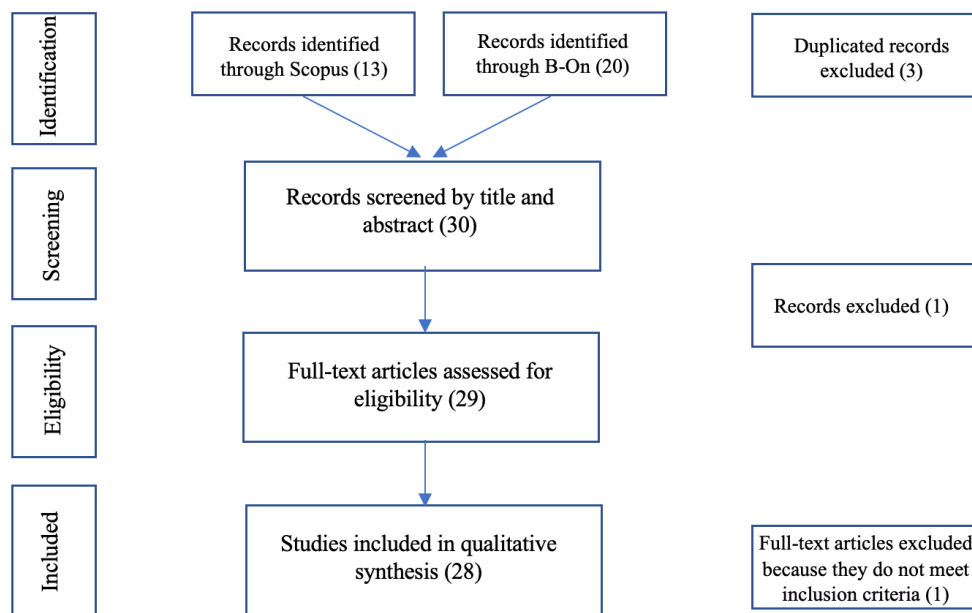 Identification
Records identified
through Scopus (13)
Records identified
through B-On (20)
Duplicated records
excluded (3)
Screening
Records screened by title and
abstract (30)
Records excluded (1)
Eligibility
Full-text articles assessed for
eligibility (29)
Included
Studies included in qualitative
synthesis (28)
Full-text articles excluded
because they do not meet
inclusion criteria (1)